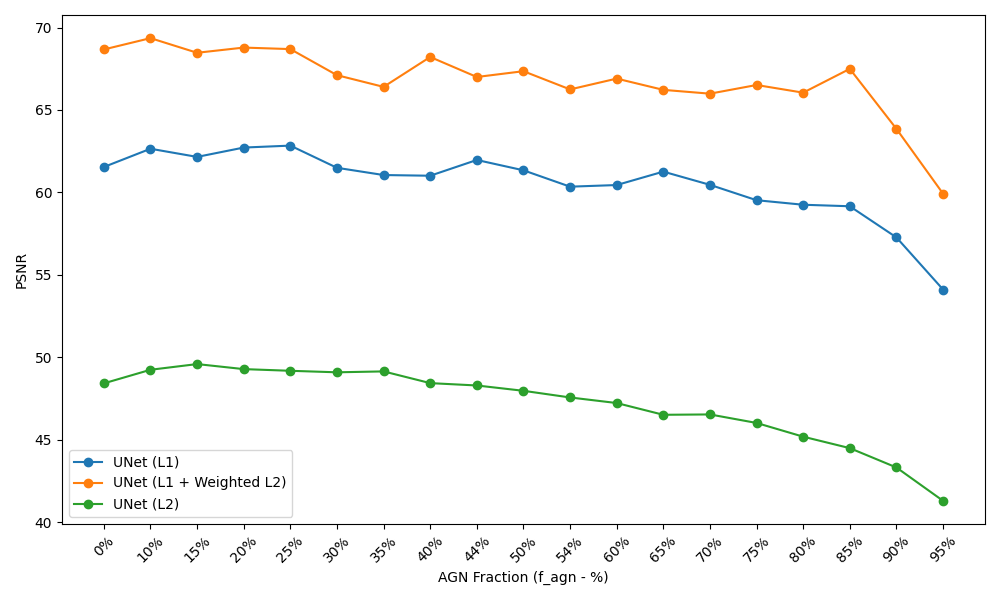 70
65
60
55
50
45
40
PSNR
UNet (L1)
UNet (L1 + Weighted L2)
UNet (L2)
0% 10% 15% 20% 25% 30% 35% 40% 44% 50% 54% 60% 65% 70% 75% 80% 85% 90% 95%
AGN Fraction (f_agn - %)